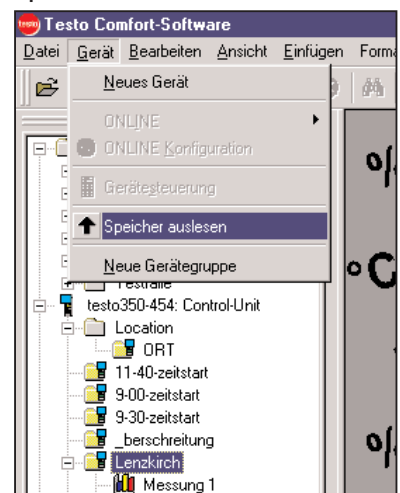 testo Testo Comfort-Software
Datei Gerät Bearbeiten Ansicht Einfügen Forma
Neues Gerät
ONLINE
ONLINE Konfiguration
Gerätesteuerung
Speicher auslesen
Neue Gerätegruppe
testo350-454: Control-Unit
Location
ORT
11-40-zeitstart
9-00-zeitstart
9-30-zeitstart
_berschreitung
Lenzkirch
Messung 1
°C